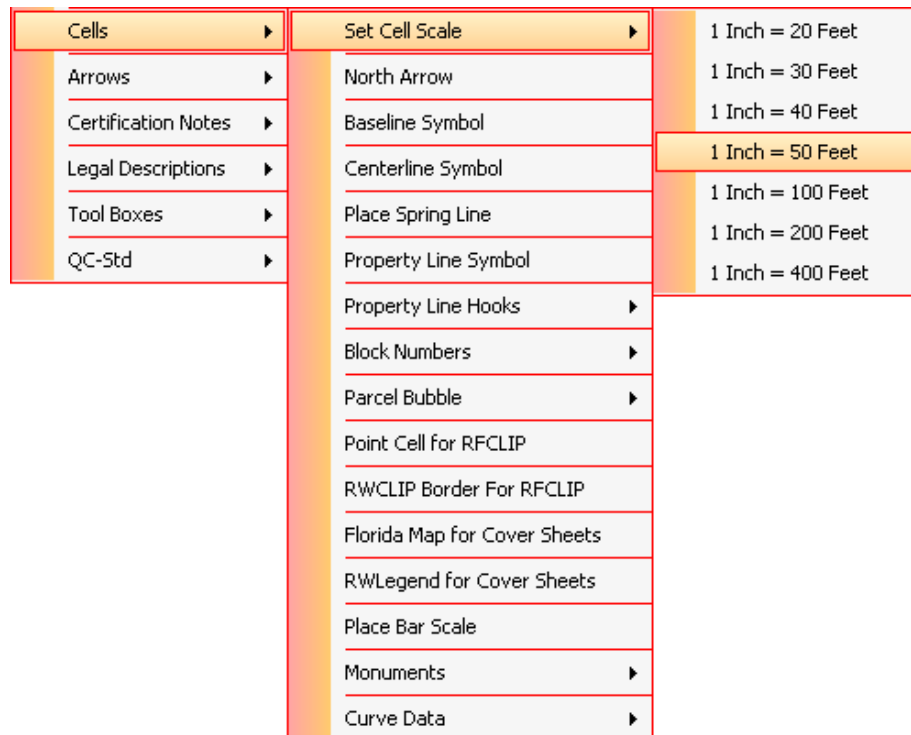 Cells
Arrows
Certification Notes
Legal Descriptions
Tool Boxes
QC-Std
Set Cell Scale
North Arrow
Baseline Symbol
Centerline Symbol
Place Spring Line
Property Line Symbol
Property Line Hooks
Block Numbers
Parcel Bubble
Point Cell for RFCLIP
RWCLIP Border For RFCLIP
Florida Map for Cover Sheets
RWLegend for Cover Sheets
Place Bar Scale
Monuments
Curve Data
1 Inch = 20 Feet
1 Inch = 30 Feet
1 Inch = 40 Feet
1 Inch = 50 Feet
1 Inch = 100 Feet
1 Inch = 200 Feet
1 Inch = 400 Feet